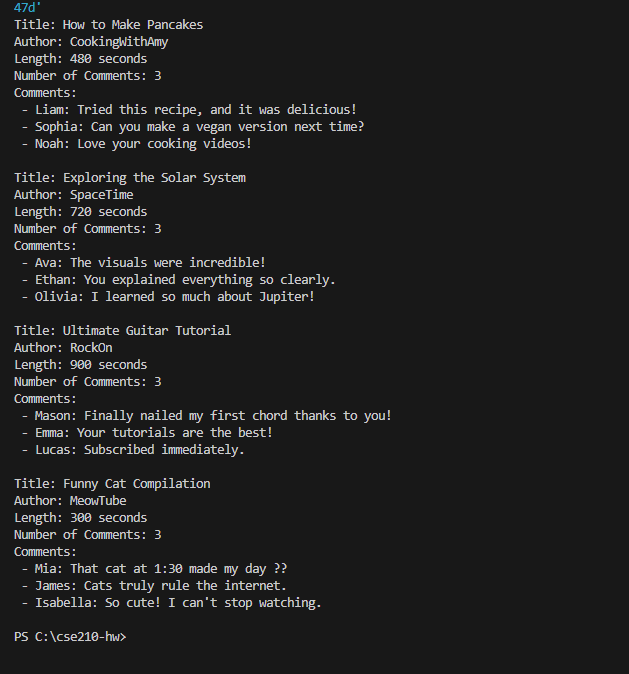 47d'
Title: How to Make Pancakes
Author: CookingWithAmy
Length: 480 seconds
Number of Comments: 3
Comments:
- Liam: Tried this recipe, and it was delicious!
- Sophia: Can you make a vegan version next time?
- Noah: Love your cooking videos!
Title: Exploring the Solar System
Author: SpaceTime
Length: 720 seconds
Number of Comments: 3
Comments:
- Ava: The visuals were incredible!
- Ethan: You explained everything so clearly.
- Olivia: I learned so much about Jupiter!
Title: Ultimate Guitar Tutorial
Author: RockOn
Length: 900 seconds
Number of Comments: 3
Comments:
- Mason: Finally nailed my first chord thanks to you!
- Emma: Your tutorials are the best!
- Lucas: Subscribed immediately.
Title: Funny Cat Compilation
Author: MeowTube
Length: 300 seconds
Number of Comments: 3
Comments:
- Mia: That cat at 1:30 made my day ??
- James: Cats truly rule the internet.
- Isabella: So cute! I can't stop watching.
PS C:\cse210-hw>